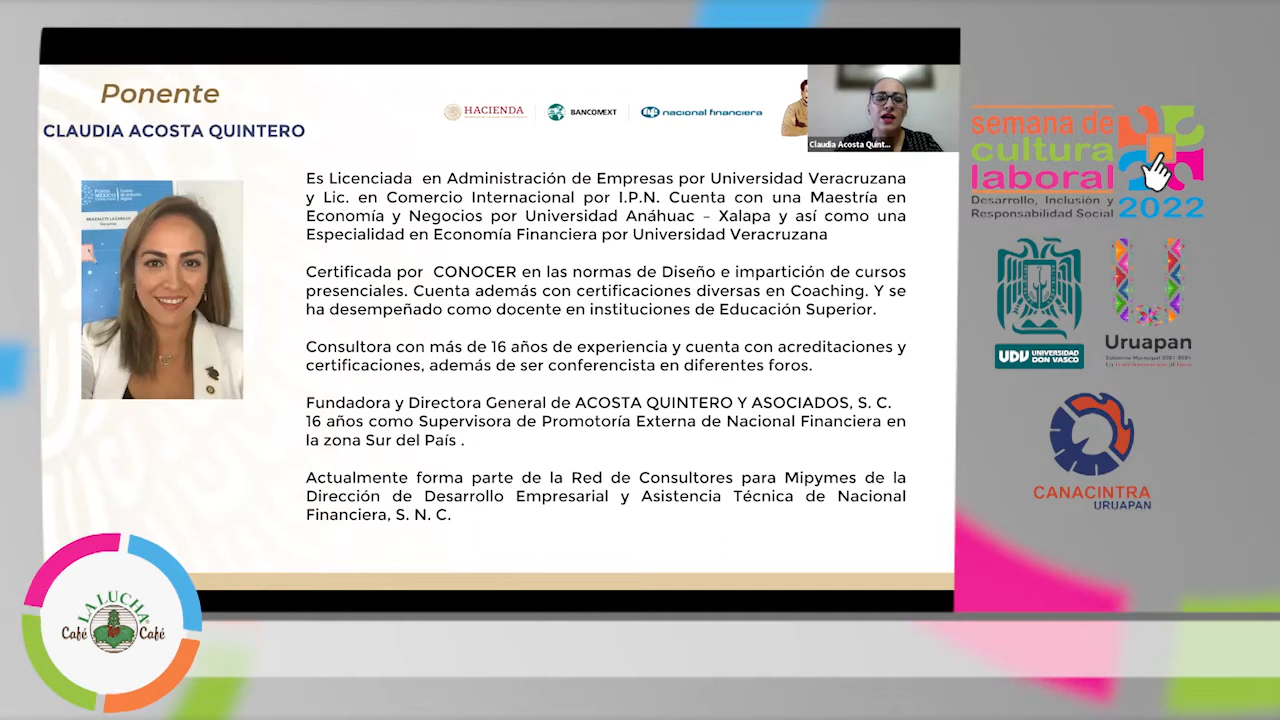 Ponente
CLAUDIA ACOSTA QUINTERO
HACIENDA
BANCOMEXT
nacional financiera
Claudia Acosta Quint...
Es Licenciada en Administración de Empresas por Universidad Veracruzana
y Lic. en Comercio Internacional por I.P.N. Cuenta con una Maestría en
Economía y Negocios por Universidad Anáhuac – Xalapa y así como una
Especialidad en Economía Financiera por Universidad Veracruzana
Certificada por CONOCER en las normas de Diseño e impartición de cursos
presenciales. Cuenta además con certificaciones diversas en Coaching. Y se
ha desempeñado como docente en instituciones de Educación Superior.
Consultora con más de 16 años de experiencia y cuenta con acreditaciones y
certificaciones, además de ser conferencista en diferentes foros.
Fundadora y Directora General de ACOSTA QUINTERO Y ASOCIADOS, S. C.
16 años como Supervisora de Promotoría Externa de Nacional Financiera en
la zona Sur del País .
Actualmente forma parte de la Red de Consultores para Mipymes de la
Dirección de Desarrollo Empresarial y Asistencia Técnica de Nacional
Financiera, S. N. C.
semana de
cultura
laboral
Desarrollo, Inclusión y
Responsabilidad Social
2022
UDV UNIVERSIDAD
DON VASCO
Uruapan
CANACINTRA
URUAPAN
LA LUCHA
Café Café